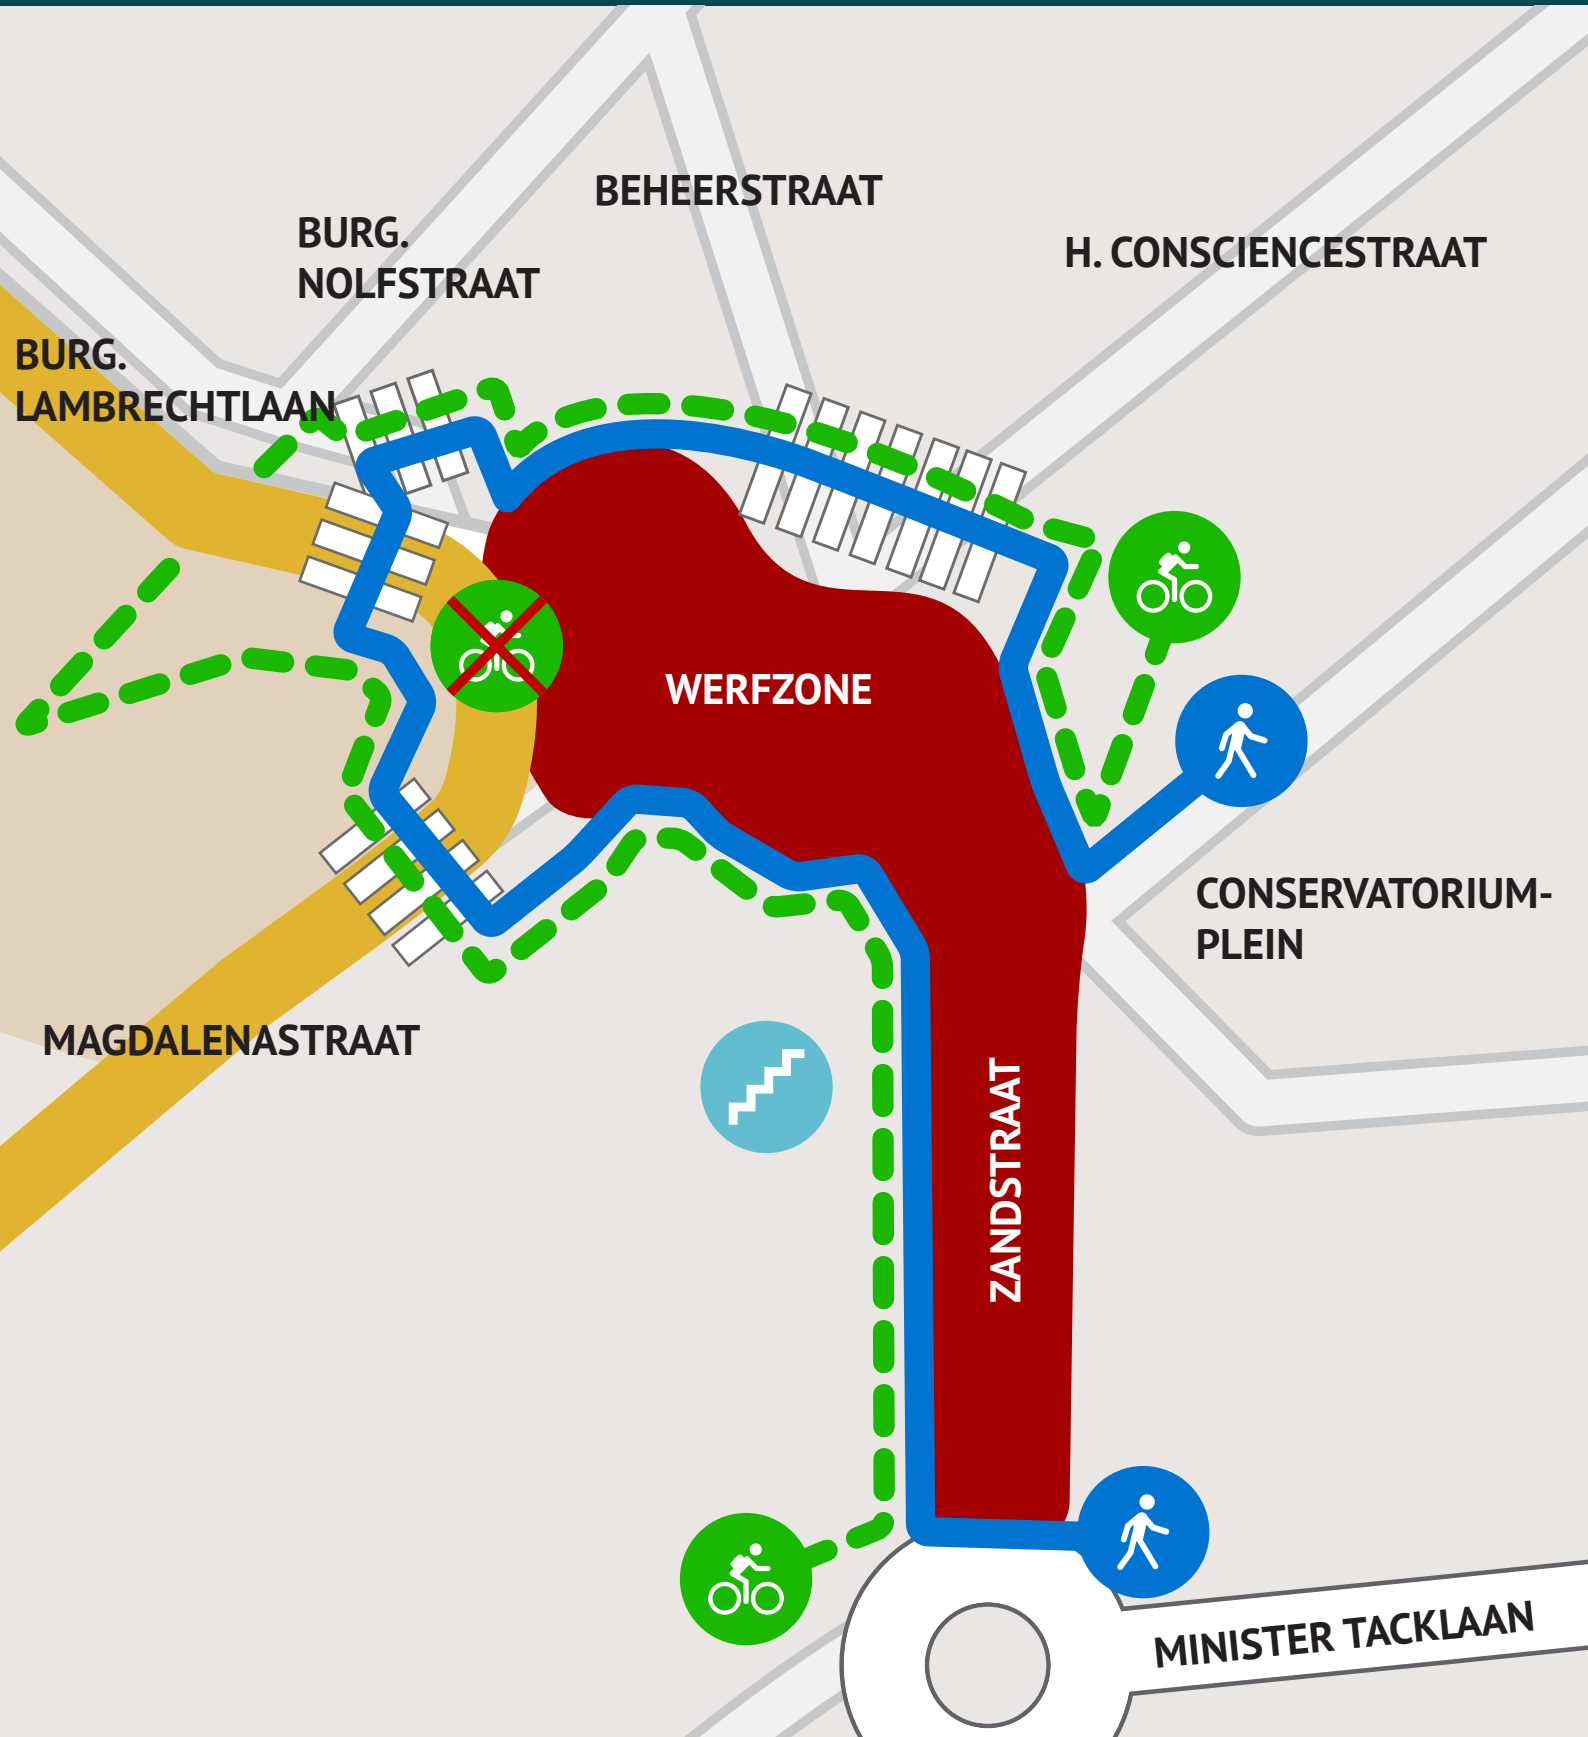 BEHEERSTRAAT
BURG.
NOLFSTRAAT
H. CONSCIENCESTRAAT
BURG.
LAMBRECHTLAAN
WERFZONE
CONSERVATORIUM-
PLEIN
MAGDALENASTRAAT
ZANDSTRAAT
MINISTER TACKLAAN